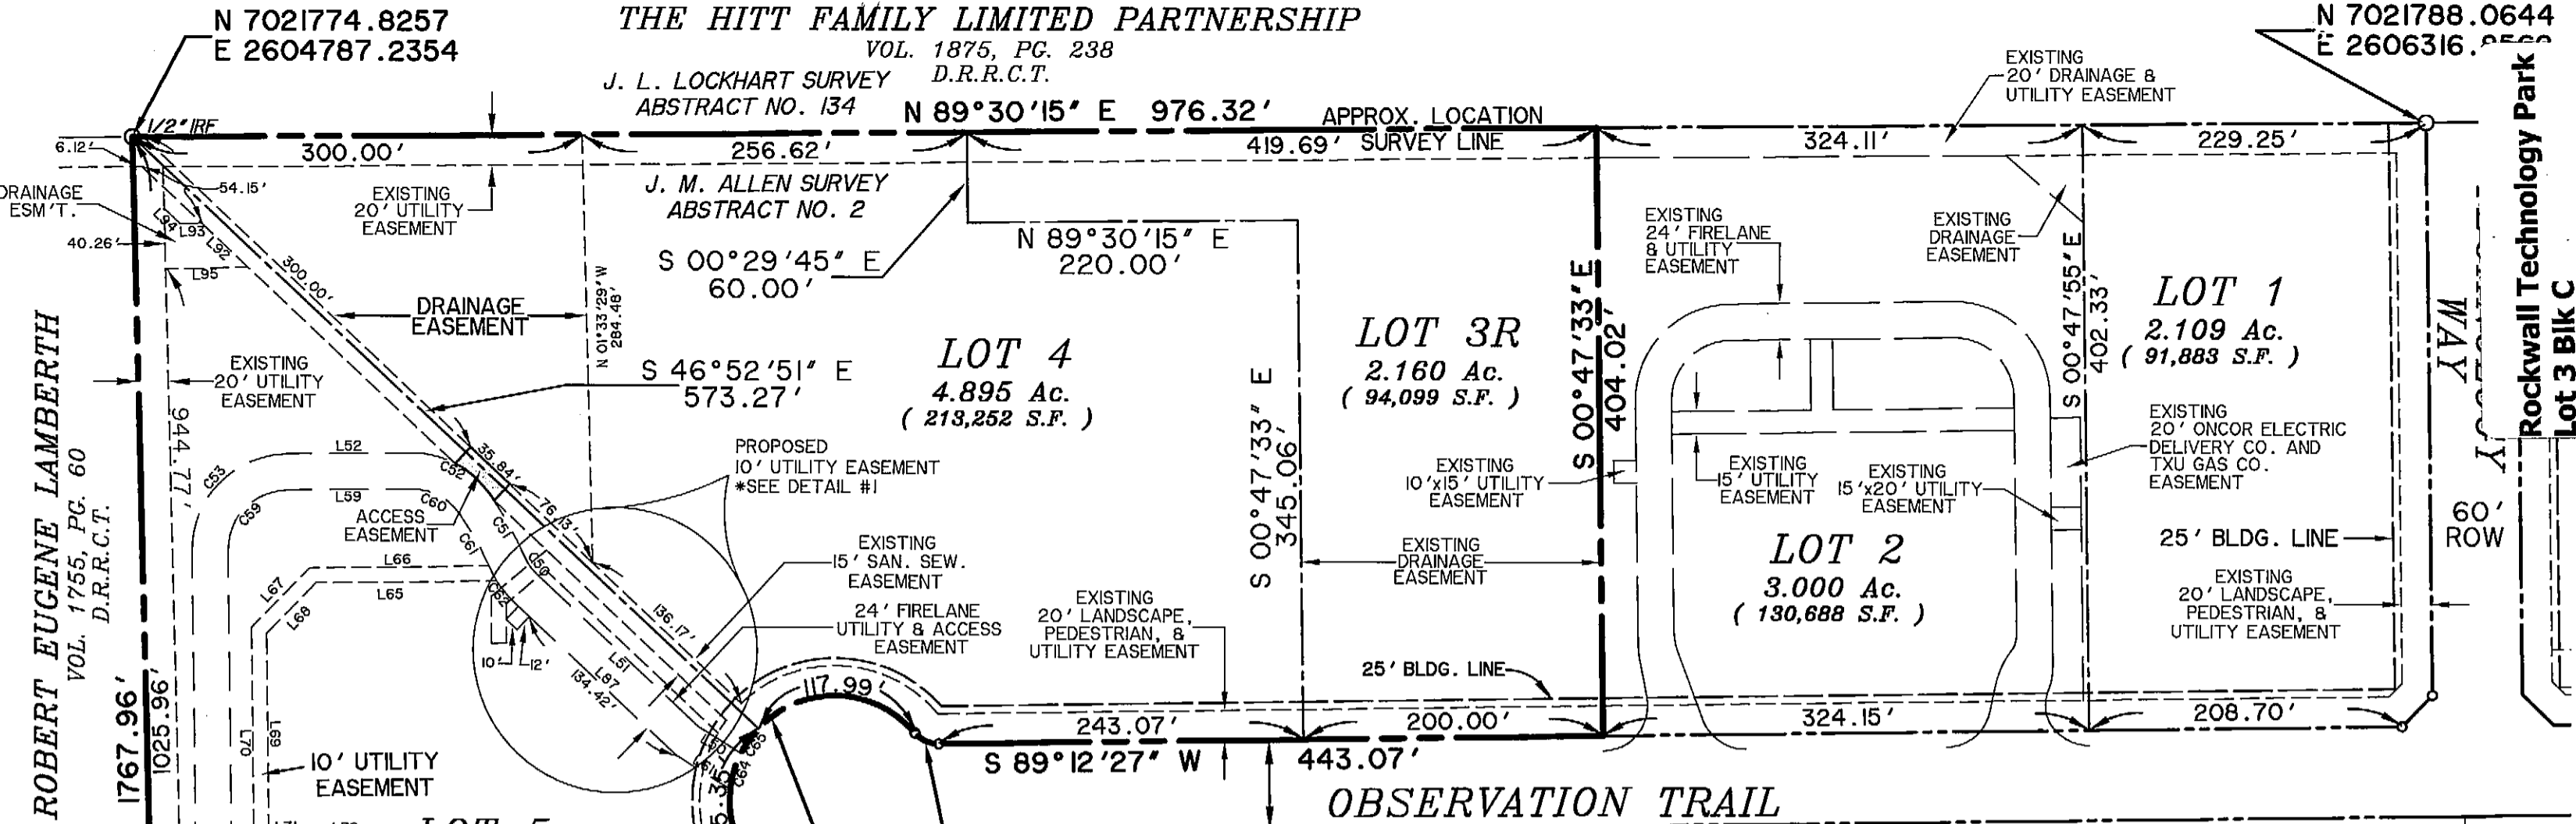 N 7021774.8257
E 2604787.2354
THE HITT FAMILY LIMITED PARTNERSHIP
VOL. 1875, PG. 238
D.R.R.C.T.
J. L. LOCKHART SURVEY
ABSTRACT NO. 134
N 89°30'15" E 976.32'
APPROX. LOCATION
SURVEY LINE
N 7021788.0644
E 2606316.
EXISTING
20' DRAINAGE &
UTILITY EASEMENT
Rockwall Technology Park
Lot 3 Blk C
1/2" IRF
6.12'
300.00'
256.62'
419.69'
324.11'
229.25'
54.15'
DRAINAGE
ESM'T.
40.26'
L94
L93
L92
L95
EXISTING
20' UTILITY
EASEMENT
J. M. ALLEN SURVEY
ABSTRACT NO. 2
S 00°29'45" E
60.00'
N 89°30'15" E
220.00'
EXISTING
24' FIRELANE
& UTILITY
EASEMENT
EXISTING
DRAINAGE
EASEMENT
300.00'
DRAINAGE
EASEMENT
N 01°33'29" W
284.48'
S 46°52'51" E
573.27'
LOT 4
4.895 Ac.
( 213,252 S.F. )
LOT 3R
2.160 Ac.
( 94,099 S.F. )
S 00°47'33" E
404.02'
S 00°47'55" E
402.33'
LOT 1
2.109 Ac.
( 91,883 S.F. )
WAY
60'
ROW
EXISTING
20' UTILITY
EASEMENT
ROBERT EUGENE LAMBERTH
VOL. 1755, PG. 60
D.R.R.C.T.
944.77'
1767.96'
1025.96'
L52
C53
C52
35.84'
L59
C59
C60
ACCESS
EASEMENT
C61
C51
76.13'
PROPOSED
10' UTILITY EASEMENT
*SEE DETAIL #1
S 00°47'33" E
345.06'
EXISTING
10'x15' UTILITY
EASEMENT
EXISTING
15' UTILITY
EASEMENT
EXISTING
15'x20' UTILITY
EASEMENT
EXISTING
20' ONCOR ELECTRIC
DELIVERY CO. AND
TXU GAS CO.
EASEMENT
EXISTING
15' SAN. SEW.
EASEMENT
EXISTING
DRAINAGE
EASEMENT
LOT 2
3.000 Ac.
( 130,688 S.F. )
25' BLDG. LINE
EXISTING
20' LANDSCAPE,
PEDESTRIAN, &
UTILITY EASEMENT
L66
L65
L67
L68
C50
C62
136.17'
24' FIRELANE
UTILITY & ACCESS
EASEMENT
EXISTING
20' LANDSCAPE,
PEDESTRIAN, &
UTILITY EASEMENT
25' BLDG. LINE
10'
12'
L51
L87
134.42'
L69
L70
117.99'
243.07'
200.00'
324.15'
208.70'
C65
C64
S 89°12'27" W 443.07'
10' UTILITY
EASEMENT
OBSERVATION TRAIL